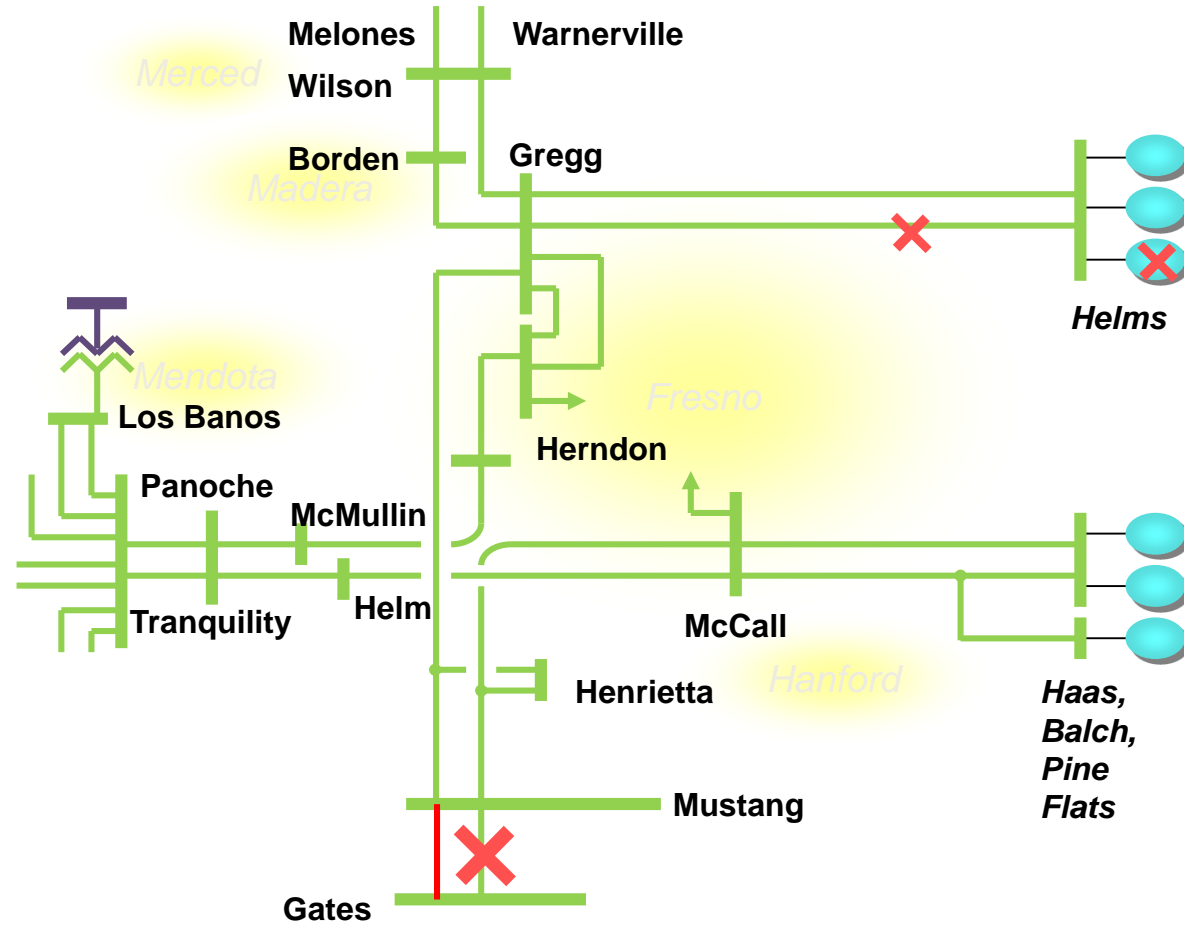 Melones
Warnerville
Merced
Wilson
Borden
Gregg
Madera
Helms
Mendota
Fresno
Los Banos
Herndon
Panoche
McMullin
Helm
Tranquility
McCall
Henrietta
Hanford
Haas,
Balch,
Pine
Flats
Mustang
Gates